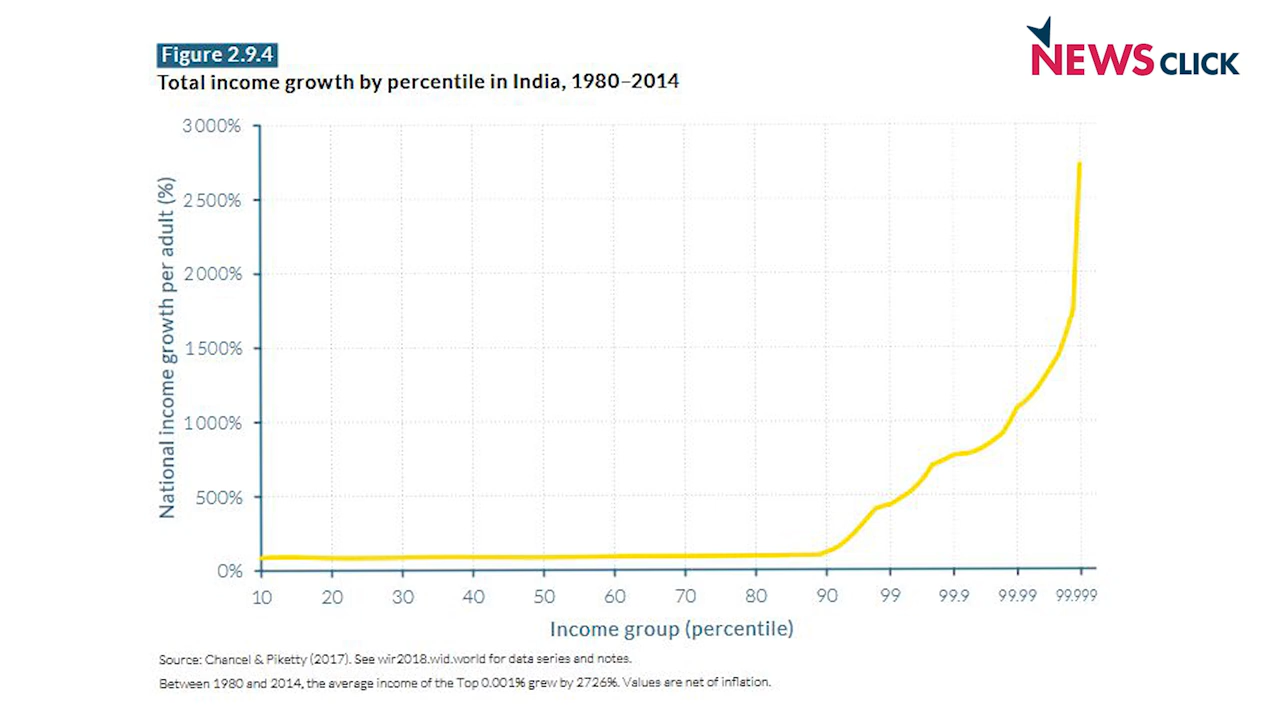 Figure 2.9.4
NEWS CLICK
Total income growth by percentile in India, 1980–2014
National income growth per adult (%)
3000%
2500%
2000%
1500%
1000%
500%
0%
10 20 30 40 50 60 70 80 90 99 99.9 99.99 99.999
Income group (percentile)
Source: Chancel & Piketty (2017). See wir2018.wid.world for data series and notes.
Between 1980 and 2014, the average income of the Top 0.001% grew by 2726%. Values are net of inflation.